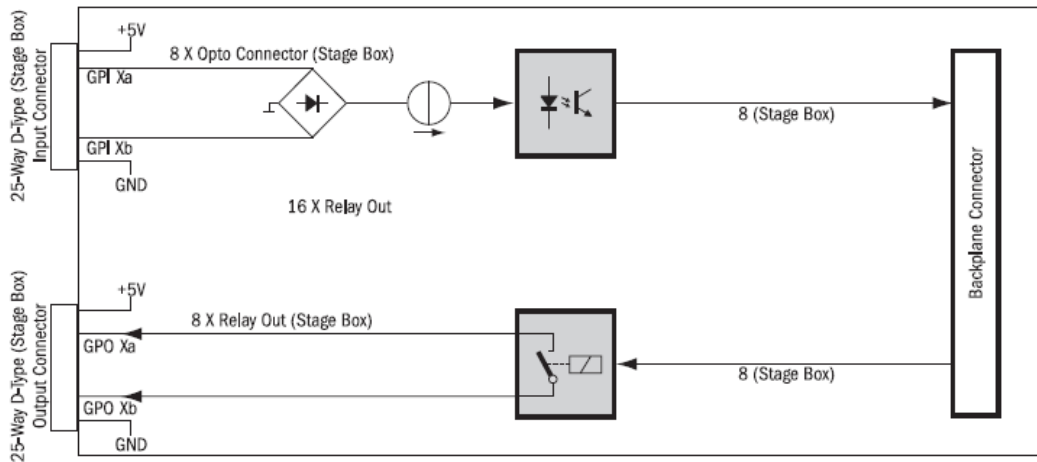 25-Way D-Type (Stage Box)
Input Connector
+5V
8 X Opto Connector (Stage Box)
GPI Xa
GPI Xb
GND
8 (Stage Box)
16 X Relay Out
Backplane Connector
25-Way D-Type (Stage Box)
Output Connector
+5V
8 X Relay Out (Stage Box)
GPO Xa
GPO Xb
GND
8 (Stage Box)